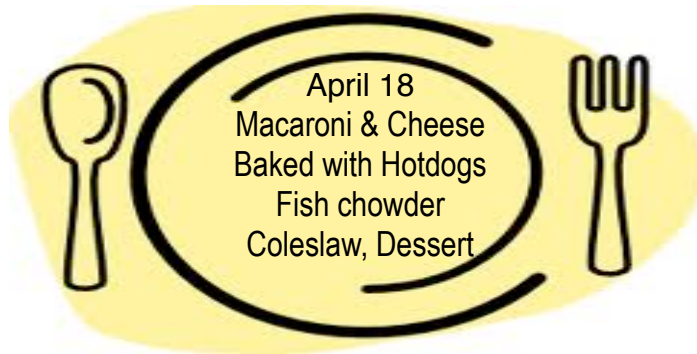 April 18
Macaroni & Cheese
Baked with Hotdogs
Fish chowder
Coleslaw, Dessert